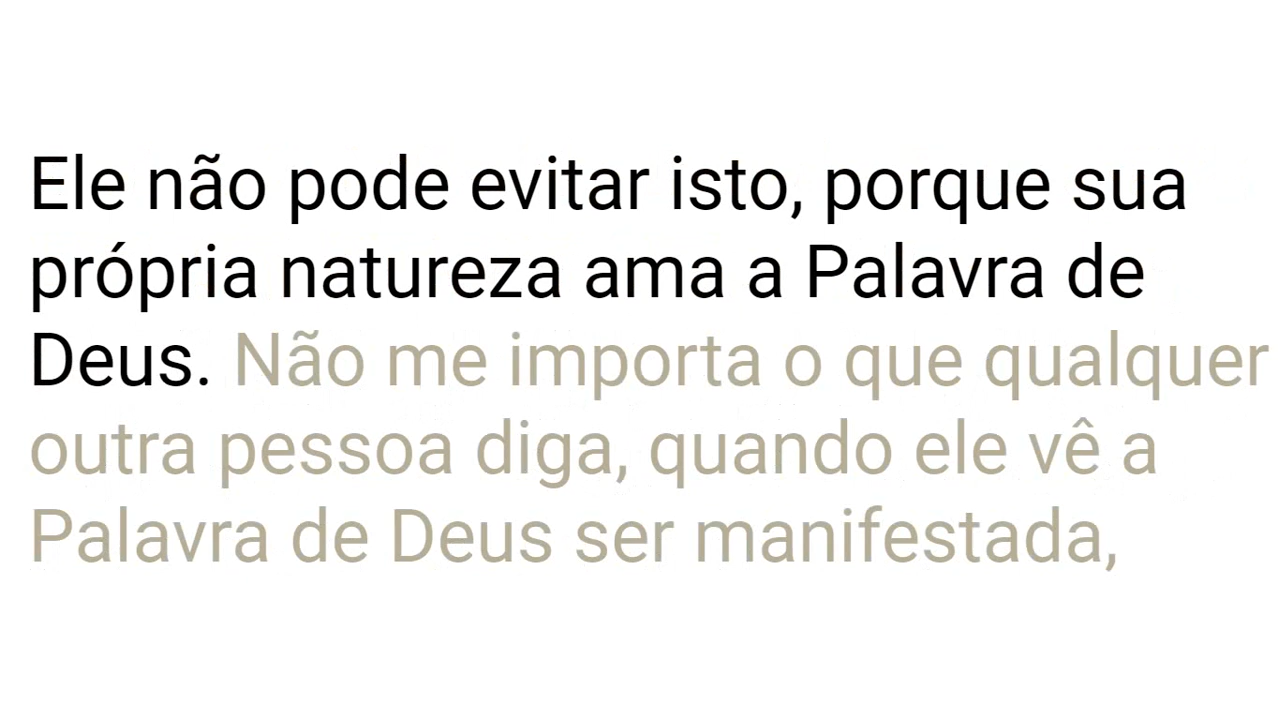 Ele não pode evitar isto, porque sua
própria natureza ama a Palavra de
Deus. Não me importa o que qualquer
outra pessoa diga, quando ele vê a
Palavra de Deus ser manifestada,